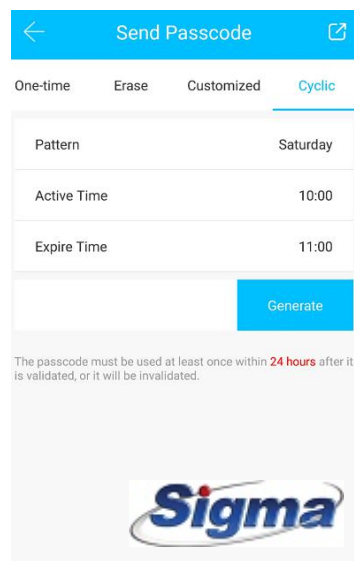 Send Passcode
One-time Erase Customized Cyclic
Pattern Saturday
Active Time 10:00
Expire Time 11:00
Generate
The passcode must be used at least once within 24 hours after it
is validated, or it will be invalidated.
Sigma